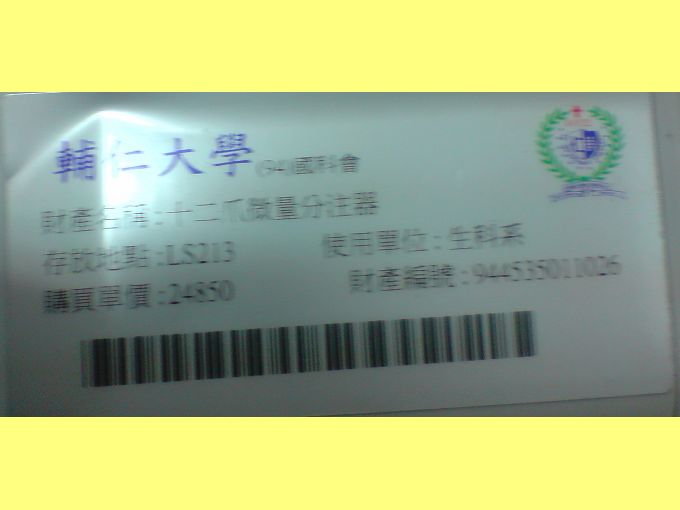 輔仁大學 (94)國科會
財產名稱：十二爪微量分注器
存放地點：LS213 使用單位：生科系
購買單價：24850 財產編號：944535011026